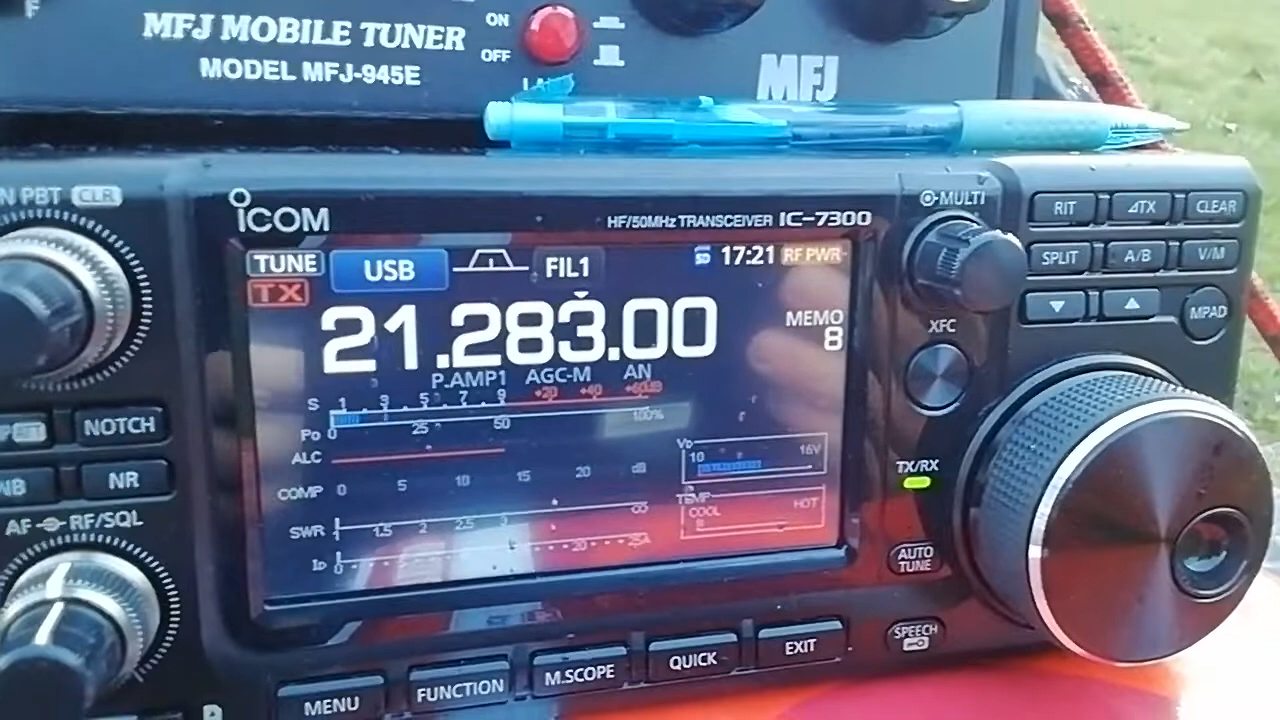 F
MFJ MOBILE TUNER
MODEL MFJ-945E
ON
OFF
MFJ
N PBT CLR
ICOM
HF/50MHz TRANSCEIVER IC-7300
MULTI
RIT
⊿TX
CLEAR
SPLIT
A/B
V/M
▼
▲
MPAD
XFC
TUNE
USB
1
FIL1
SD
17:21
RF PWR
TX
21.283.00
MEMO
8
P.AMP1 AGC-M AN
S 1 3 5 7 9 +20 +40 +60dB
Po 0 25 50 100%
ALC
COMP 0 5 10 15 20 dB
SWR 1 1.5 2 2.5 3 ∞
ID 0 5 20 25A
VD
10 16V
TEMP
COOL HOT
NOTCH
NB
NR
AF RF/SQL
TX/RX
AUTO
TUNE
SPEECH
MENU
FUNCTION
M.SCOPE
QUICK
EXIT